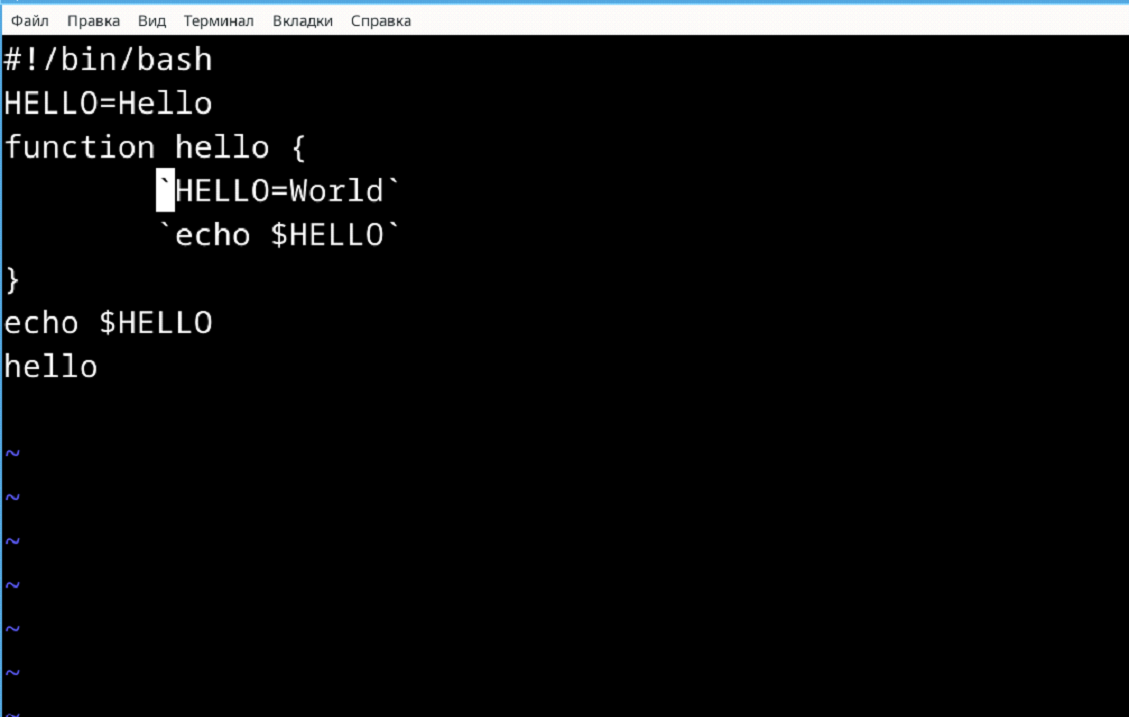 Файл Правка Вид Терминал Вкладки Справка
#!/bin/bash
HELLO=Hello
function hello {
        `HELLO=World`
        `echo $HELLO`
}
echo $HELLO
hello
~
~
~
~
~
~
~